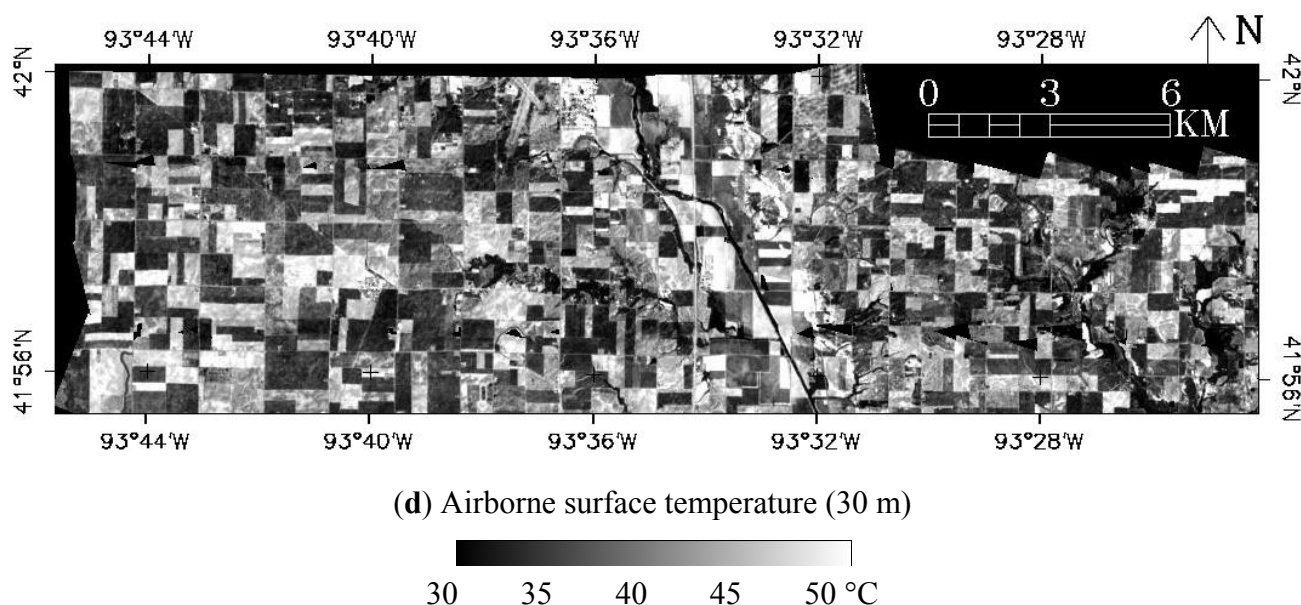 93°44'W 93°40'W 93°36'W 93°32'W 93°28'W N
42°N 42°N
0 3 6
KM
41°56'N 41°56'N
93°44'W 93°40'W 93°36'W 93°32'W 93°28'W
(d) Airborne surface temperature (30 m)
30 35 40 45 50 °C